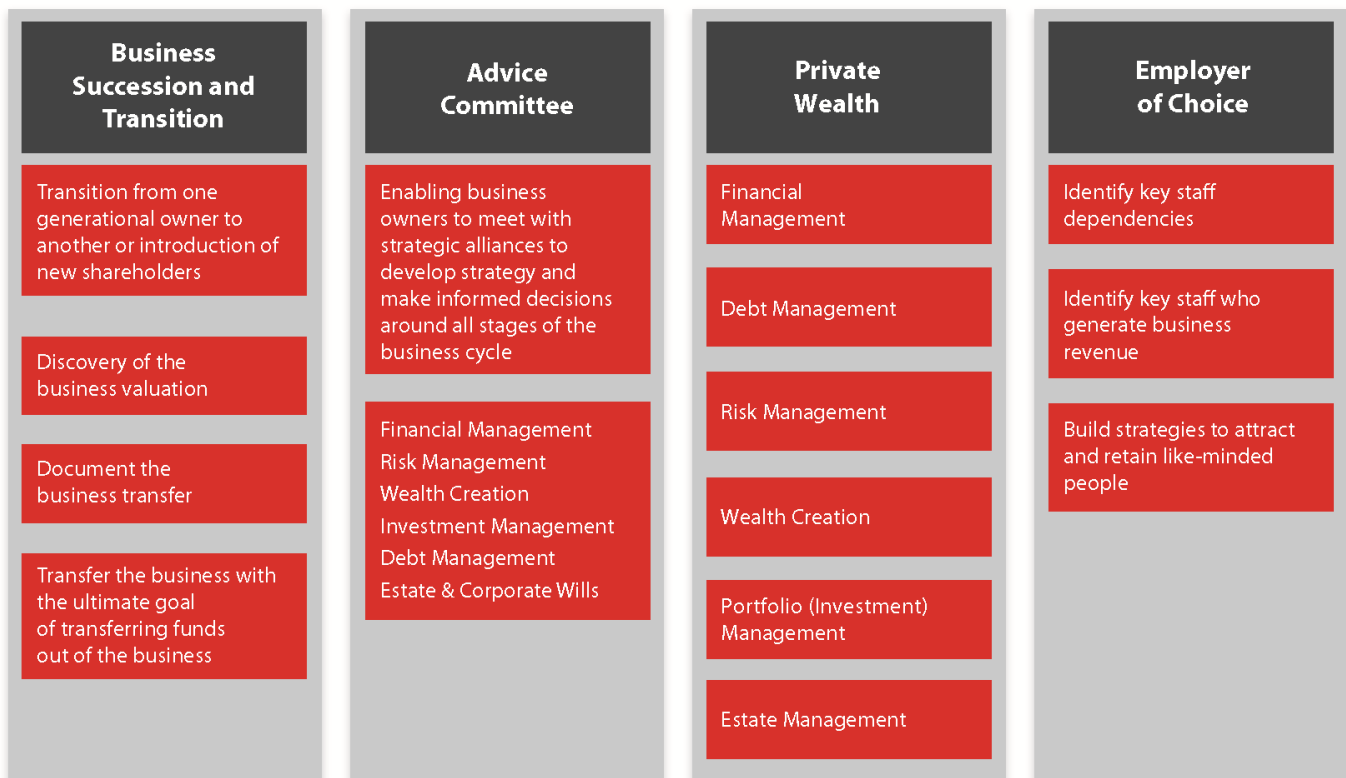 Business
Succession and
Transition
Transition from one
generational owner to
another or introduction of
new shareholders
Discovery of the
business valuation
Document the
business transfer
Transfer the business with
the ultimate goal
of transferring funds
out of the business
Advice
Committee
Enabling business
owners to meet with
strategic alliances to
develop strategy and
make informed decisions
around all stages of the
business cycle
Financial Management
Risk Management
Wealth Creation
Investment Management
Debt Management
Estate & Corporate Wills
Private
Wealth
Financial
Management
Debt Management
Risk Management
Wealth Creation
Portfolio (Investment)
Management
Estate Management
Employer
of Choice
Identify key staff
dependencies
Identify key staff who
generate business
revenue
Build strategies to attract
and retain like-minded
people